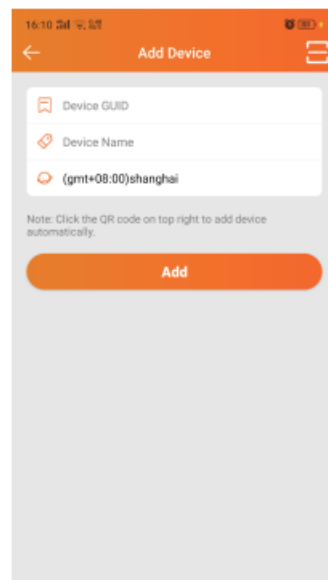 16:10
Add Device
Device GUID
Device Name
(gmt+08:00)shanghai
Note: Click the QR code on top right to add device
automatically.
Add